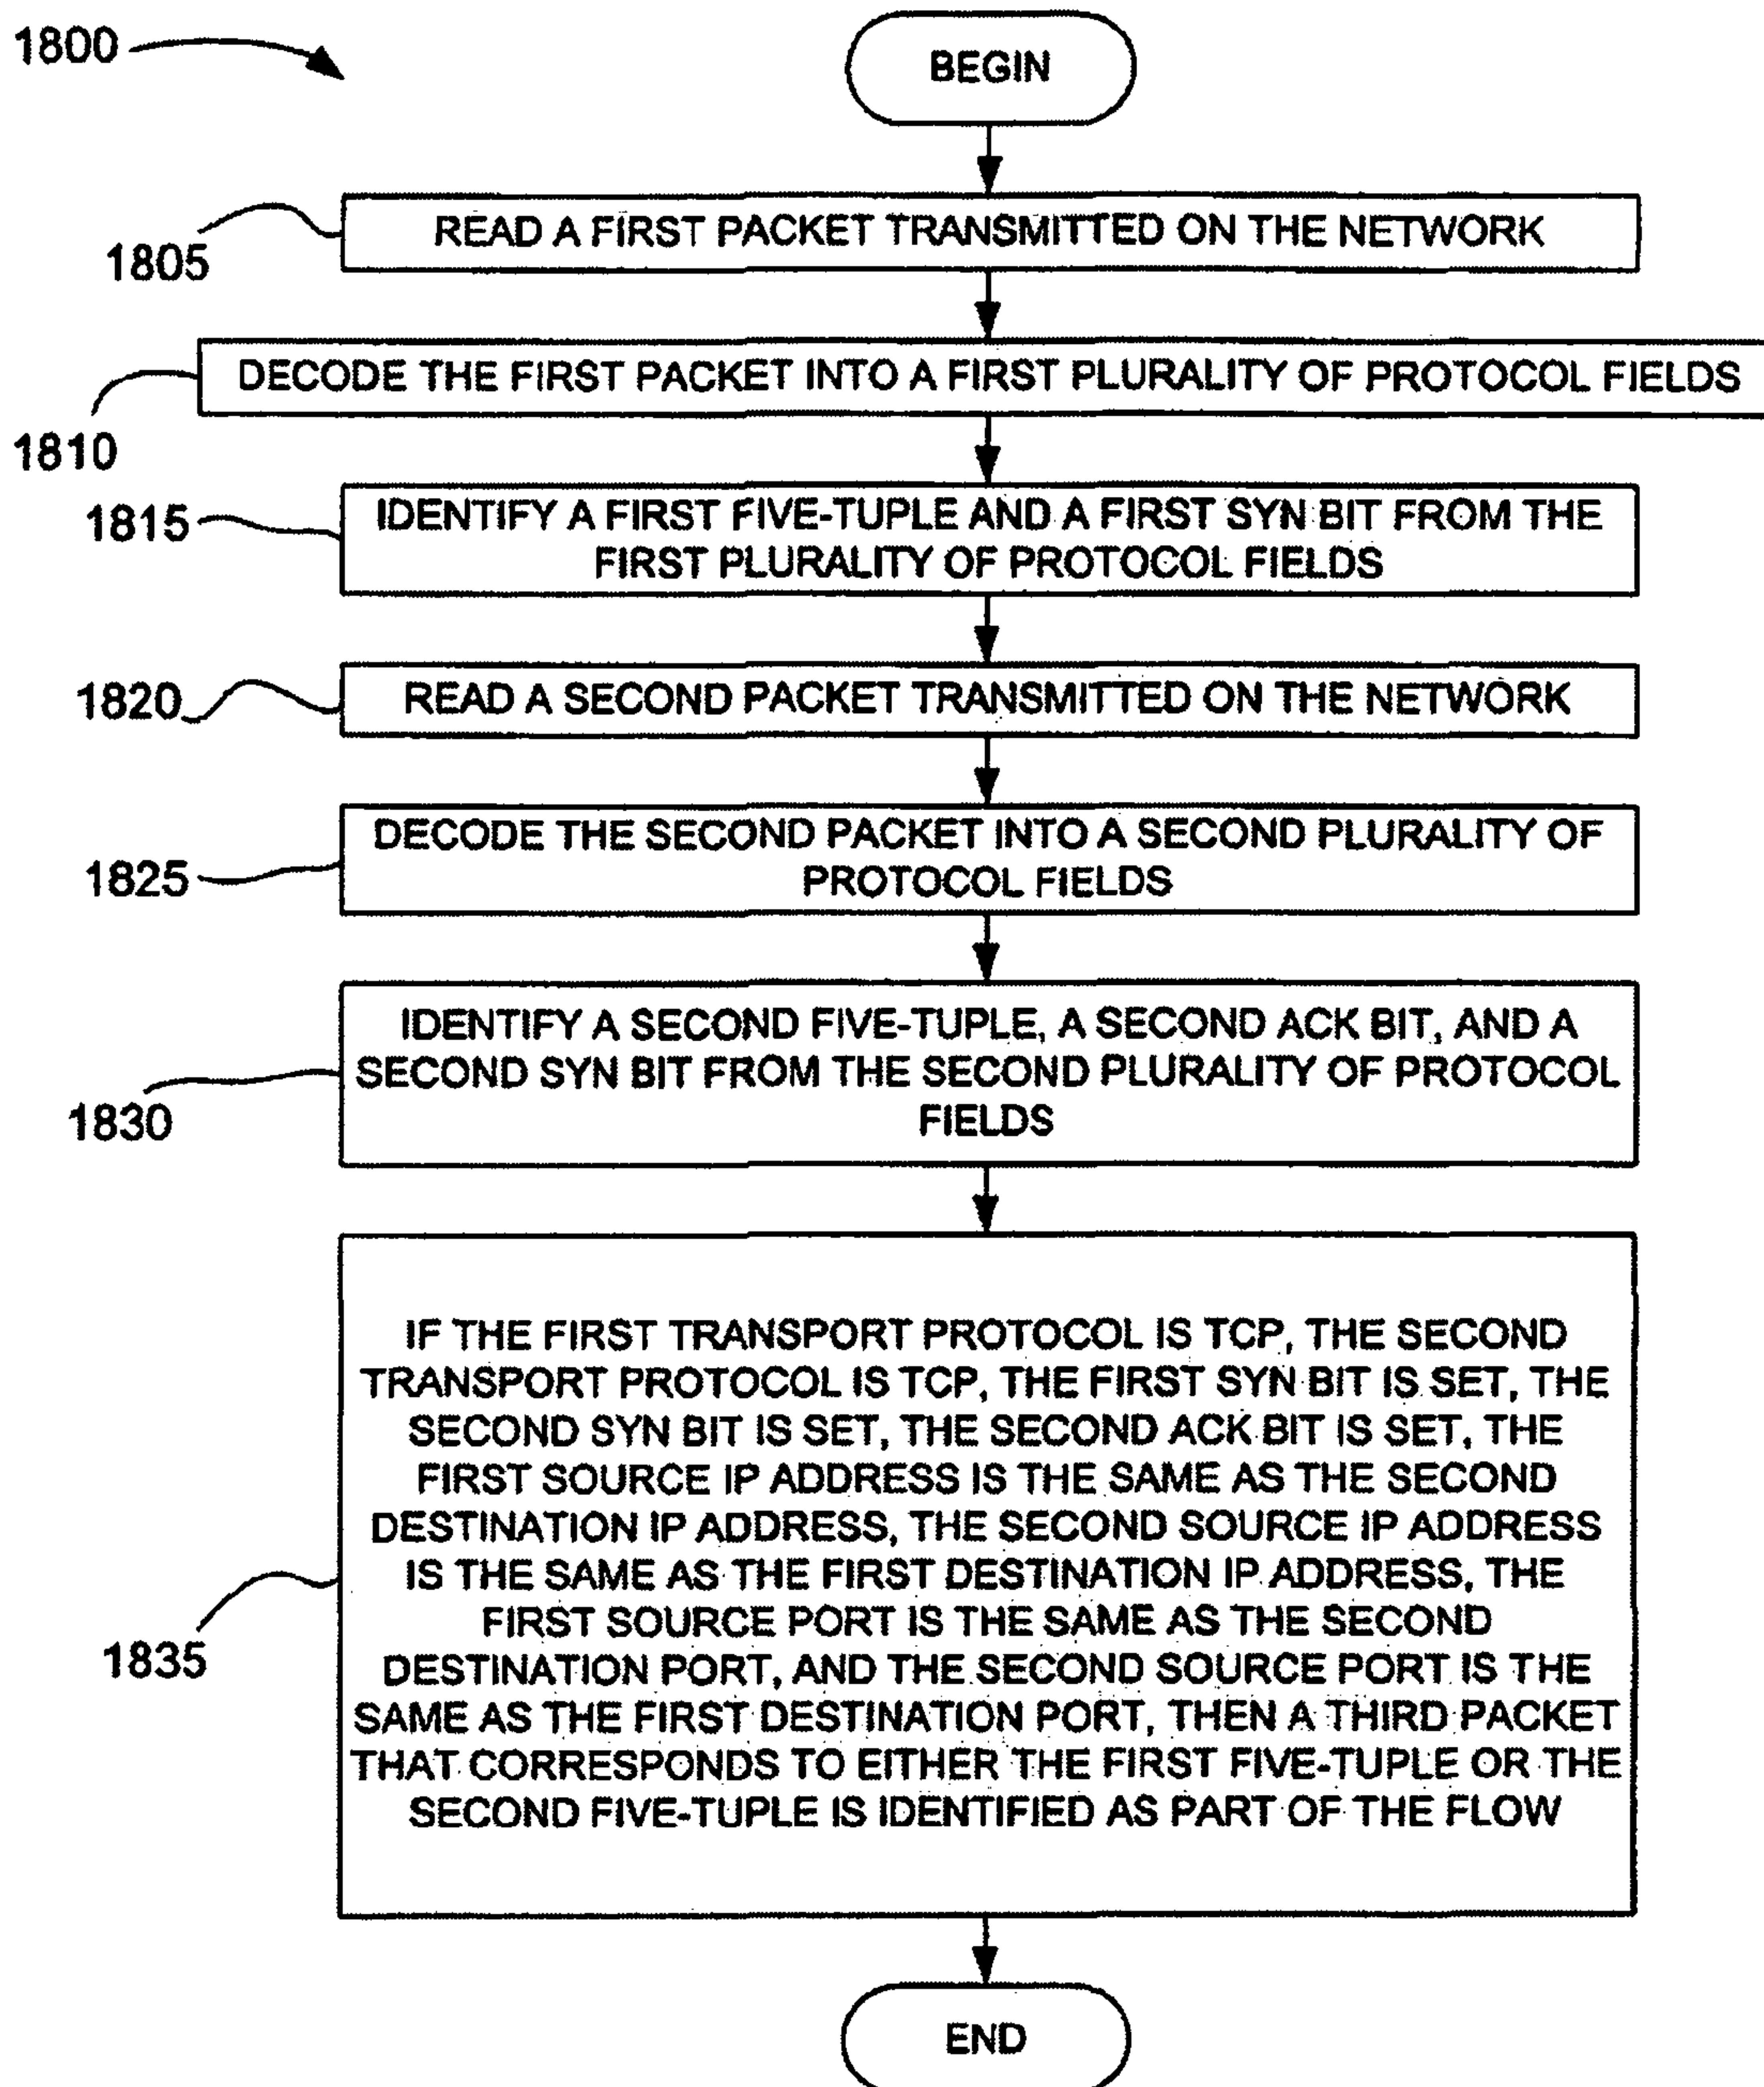 1800
BEGIN
READ A FIRST PACKET TRANSMITTED ON THE NETWORK
1805
DECODE THE FIRST PACKET INTO A FIRST PLURALITY OF PROTOCOL FIELDS
1810
IDENTIFY A FIRST FIVE-TUPLE AND A FIRST SYN BIT FROM THE
FIRST PLURALITY OF PROTOCOL FIELDS
1815
READ A SECOND PACKET TRANSMITTED ON THE NETWORK
1820
DECODE THE SECOND PACKET INTO A SECOND PLURALITY OF
PROTOCOL FIELDS
1825
IDENTIFY A SECOND FIVE-TUPLE, A SECOND ACK BIT, AND A
SECOND SYN BIT FROM THE SECOND PLURALITY OF PROTOCOL
FIELDS
1830
IF THE FIRST TRANSPORT PROTOCOL IS TCP, THE SECOND
TRANSPORT PROTOCOL IS TCP, THE FIRST SYN BIT IS SET, THE
SECOND SYN BIT IS SET, THE SECOND ACK BIT IS SET, THE
FIRST SOURCE IP ADDRESS IS THE SAME AS THE SECOND
DESTINATION IP ADDRESS, THE SECOND SOURCE IP ADDRESS
IS THE SAME AS THE FIRST DESTINATION IP ADDRESS, THE
FIRST SOURCE PORT IS THE SAME AS THE SECOND
DESTINATION PORT, AND THE SECOND SOURCE PORT IS THE
SAME AS THE FIRST DESTINATION PORT, THEN A THIRD PACKET
THAT CORRESPONDS TO EITHER THE FIRST FIVE-TUPLE OR THE
SECOND FIVE-TUPLE IS IDENTIFIED AS PART OF THE FLOW
1835
END